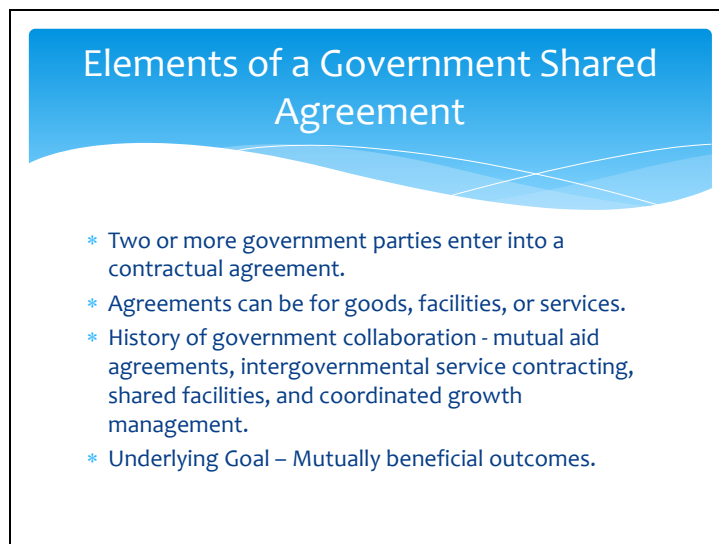 Elements of a Government Shared
Agreement
* Two or more government parties enter into a
contractual agreement.
* Agreements can be for goods, facilities, or services.
* History of government collaboration - mutual aid
agreements, intergovernmental service contracting,
shared facilities, and coordinated growth
management.
* Underlying Goal – Mutually beneficial outcomes.